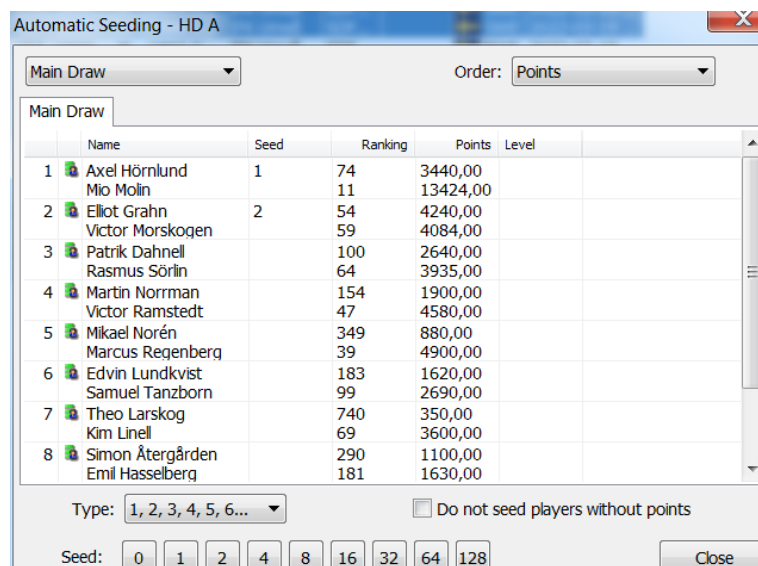 Automatic Seeding - HD A
X
Main Draw Order: Points
Main Draw
Name Seed Ranking Points Level
1 Axel Hörnlund 1 74 3440,00
Mio Molin 11 13424,00
2 Elliot Grahn 2 54 4240,00
Victor Morskogen 59 4084,00
3 Patrik Dahnell 100 2640,00
Rasmus Sörlin 64 3935,00
4 Martin Norrman 154 1900,00
Victor Ramstedt 47 4580,00
5 Mikael Norén 349 880,00
Marcus Regenberg 39 4900,00
6 Edvin Lundkvist 183 1620,00
Samuel Tanzborn 99 2690,00
7 Theo Larskog 740 350,00
Kim Linell 69 3600,00
8 Simon Återgården 290 1100,00
Emil Hasselberg 181 1630,00
Type: 1, 2, 3, 4, 5, 6... Do not seed players without points
Seed: 0 1 2 4 8 16 32 64 128 Close